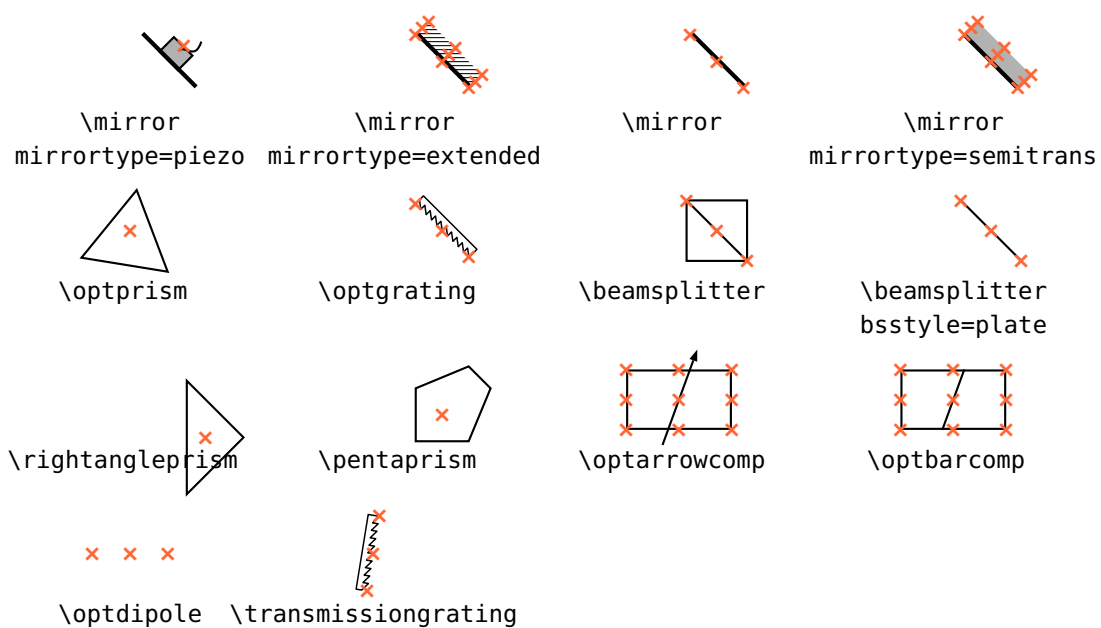 \mirror
mirrortype=piezo
\mirror
mirrortype=extended
\mirror
\mirror
mirrortype=semitrans
\optprism
\optgrating
\beamsplitter
\beamsplitter
bsstyle=plate
\rightangleprism
\pentaprism
\optarrowcomp
\optbarcomp
\optdipole
\transmissiongrating